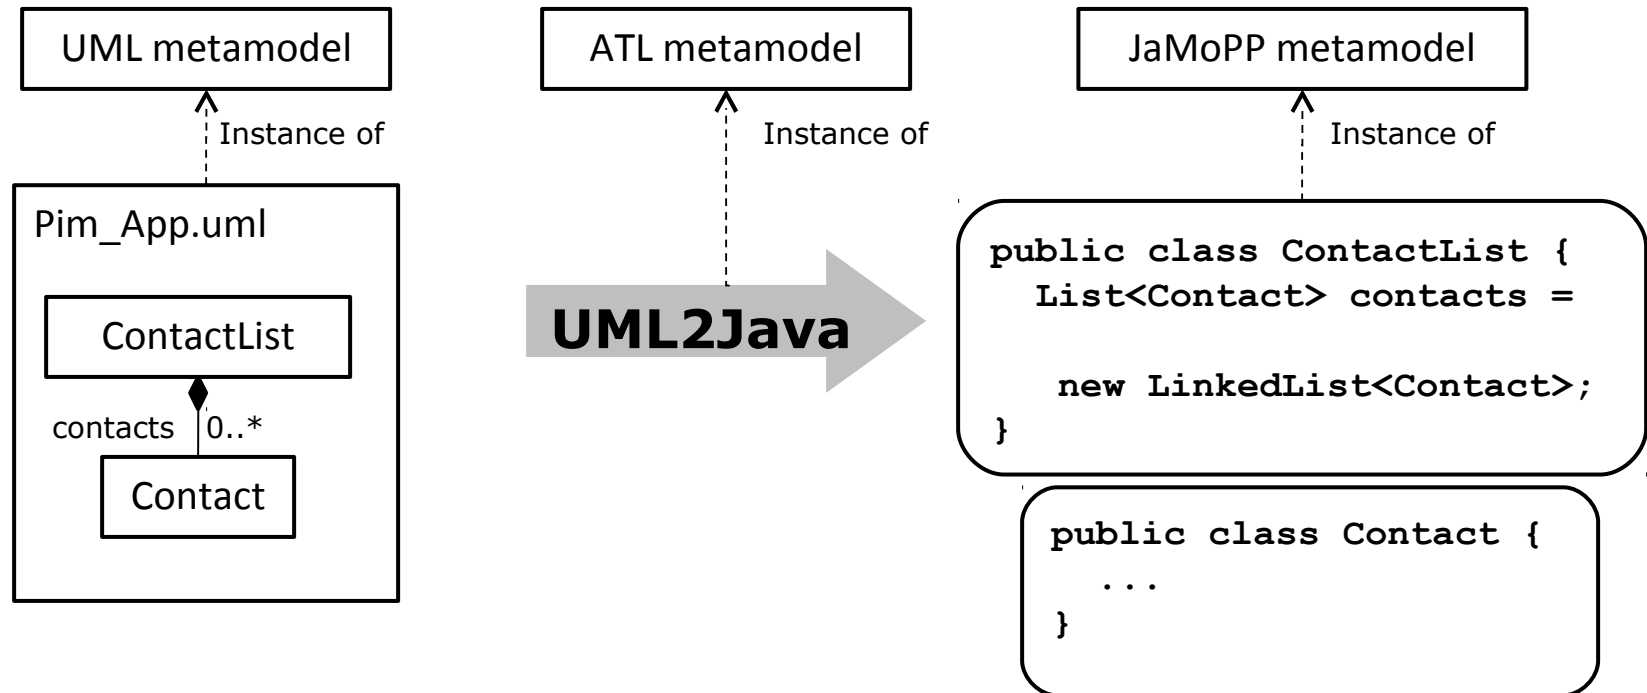 UML metamodel
ATL metamodel
JaMoPP metamodel
Instance of
Instance of
Instance of
Pim_App.uml
ContactList
contacts
0..*
Contact
UML2Java
public class ContactList {
List<Contact> contacts =
new LinkedList<Contact>;
}
public class Contact {
...
}